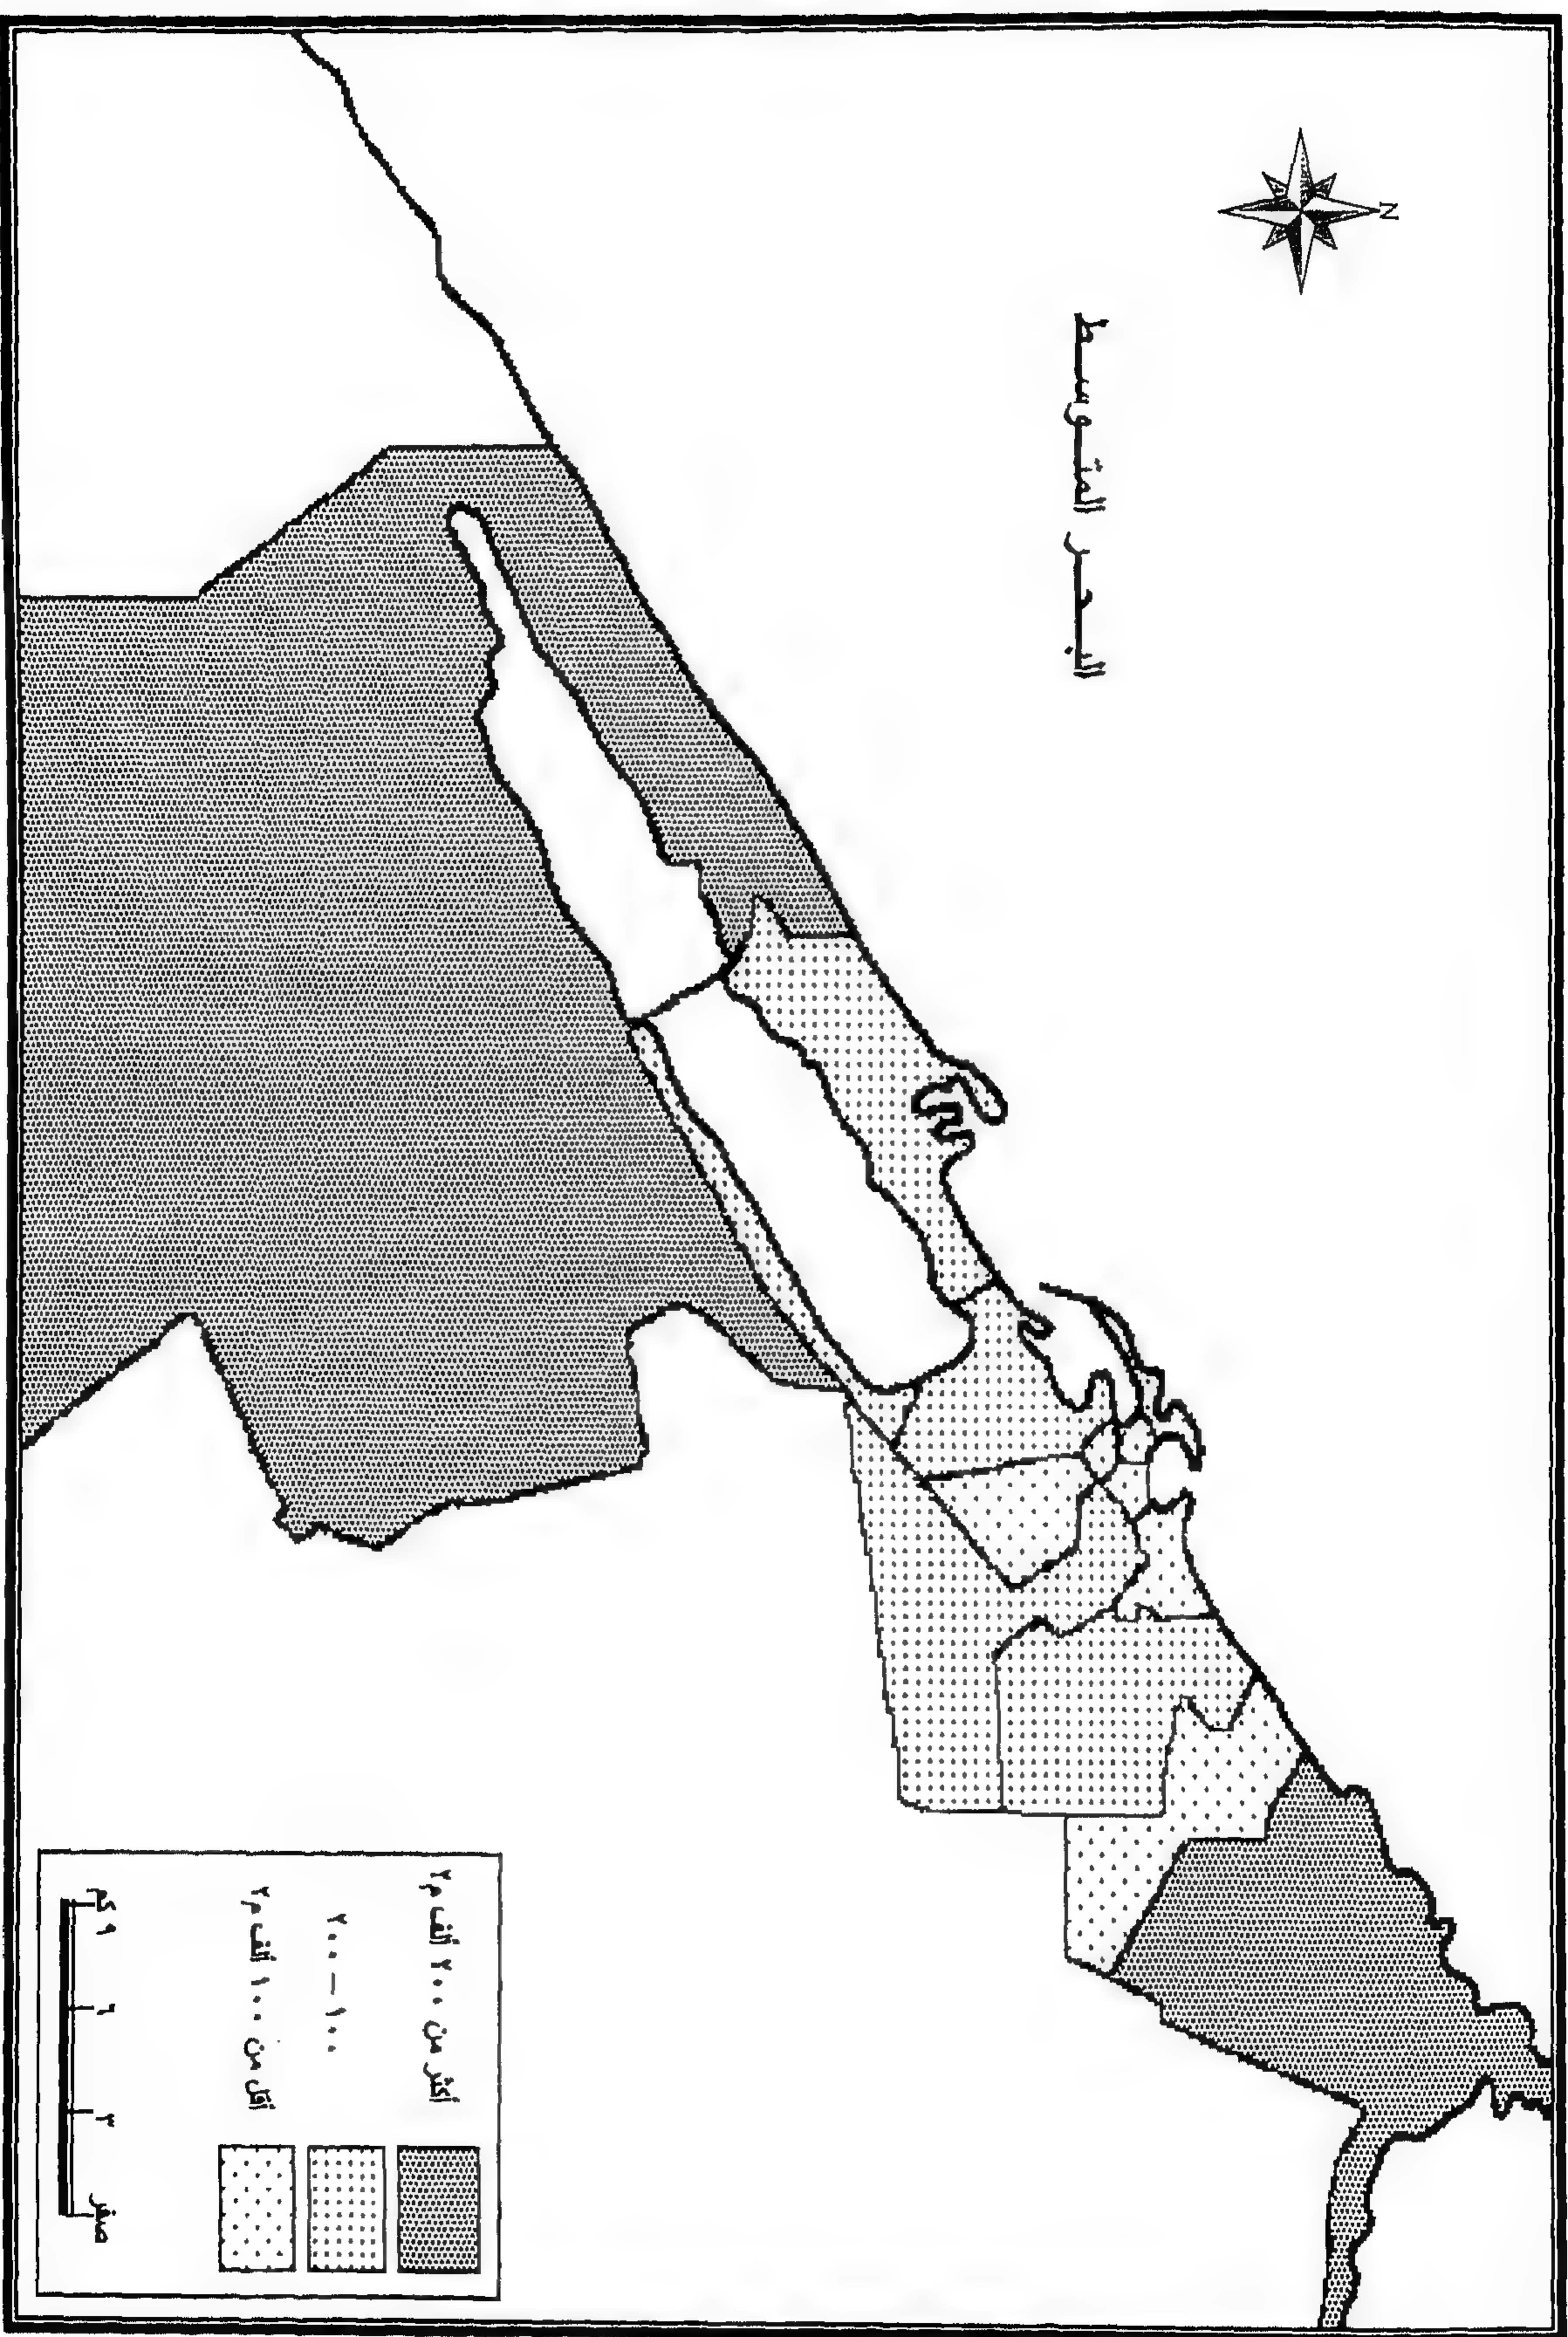 N
البحر المتوسط
أكثر من ٢٠٠ ألف م٢
١٠٠ – ٢٠٠
أقل من ١٠٠ ألف م٢
صفر ٣ ٦ ٩ كم